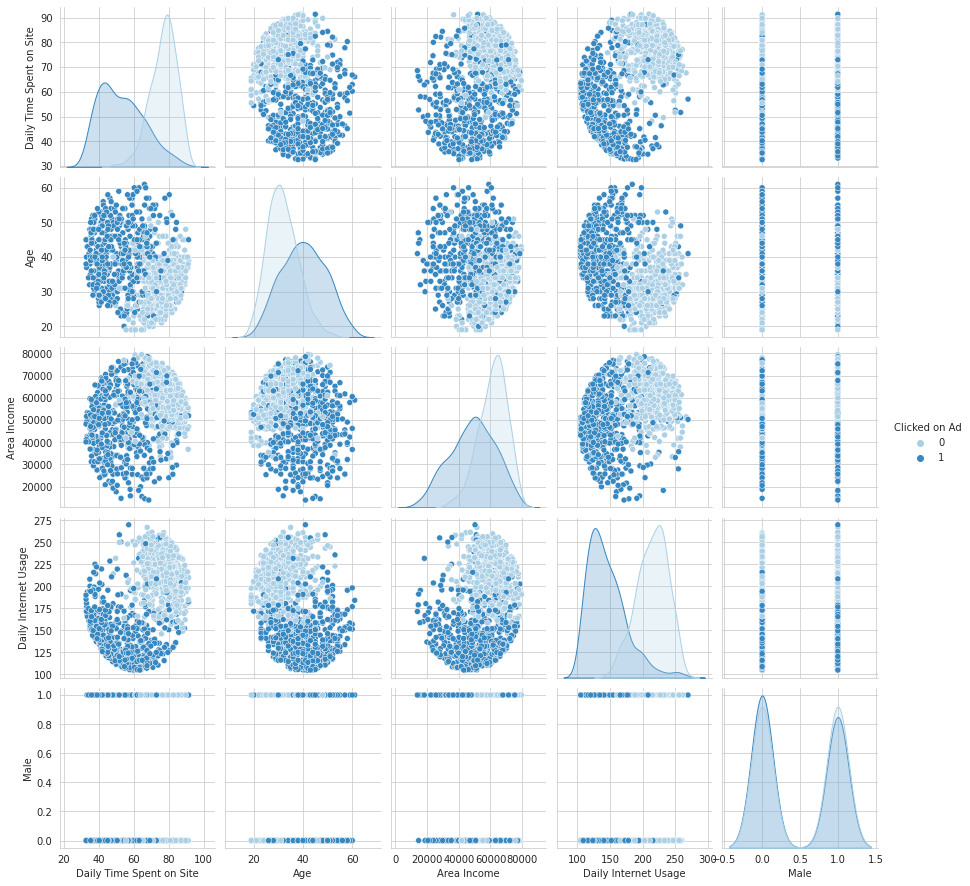 90
80
70
60
50
40
30
Daily Time Spent on Site
60
50
40
30
20
Age
80000
70000
60000
50000
40000
30000
20000
Area Income
Clicked on Ad
0
1
275
250
225
200
175
150
125
100
Daily Internet Usage
1.0
0.8
0.6
0.4
0.2
0.0
Male
20 40 60 80 100
Daily Time Spent on Site
20 40 60
Age
0 20000 40000 60000 80000
Area Income
100 150 200 250 300
Daily Internet Usage
-0.5 0.0 0.5 1.0 1.5
Male